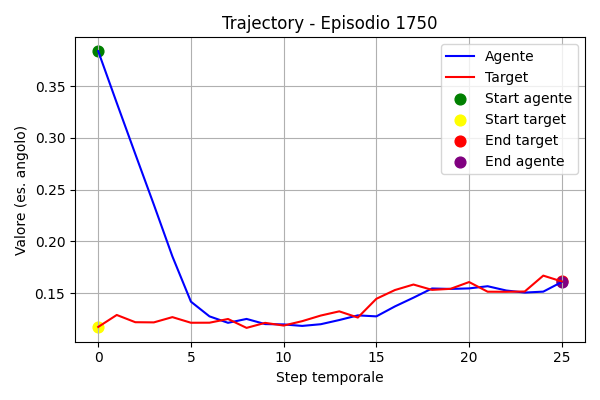 Trajectory - Episodio 1750
Agente
Target
Start agente
Start target
End target
End agente
Valore (es. angolo)
0.35
0.30
0.25
0.20
0.15
0
5
10
15
20
25
Step temporale